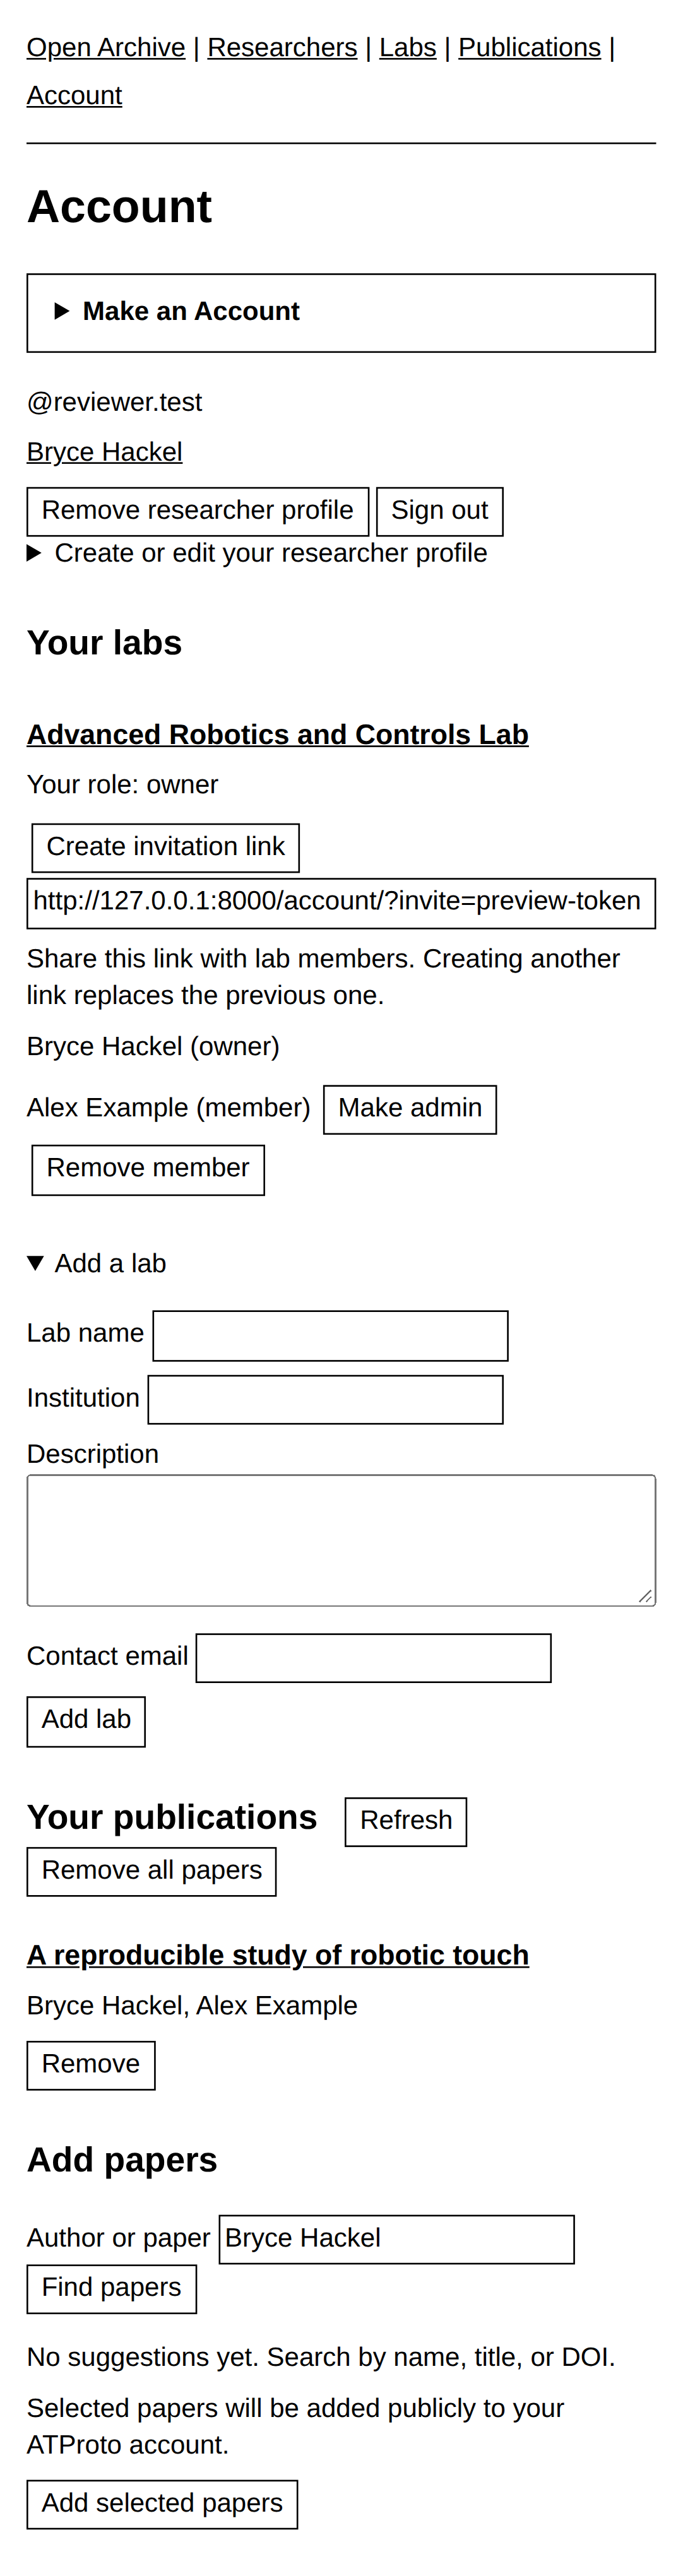 Open Archive | Researchers | Labs | Publications |
Account
Account
Make an Account
@reviewer.test
Bryce Hackel
Remove researcher profile Sign out
Create or edit your researcher profile
Your labs
Advanced Robotics and Controls Lab
Your role: owner
Create invitation link
http://127.0.0.1:8000/account/?invite=preview-token
Share this link with lab members. Creating another
link replaces the previous one.
Bryce Hackel (owner)
Alex Example (member) Make admin
Remove member
Add a lab
Lab name
Institution
Description
Contact email
Add lab
Your publications Refresh
Remove all papers
A reproducible study of robotic touch
Bryce Hackel, Alex Example
Remove
Add papers
Author or paper Bryce Hackel
Find papers
No suggestions yet. Search by name, title, or DOI.
Selected papers will be added publicly to your
ATProto account.
Add selected papers